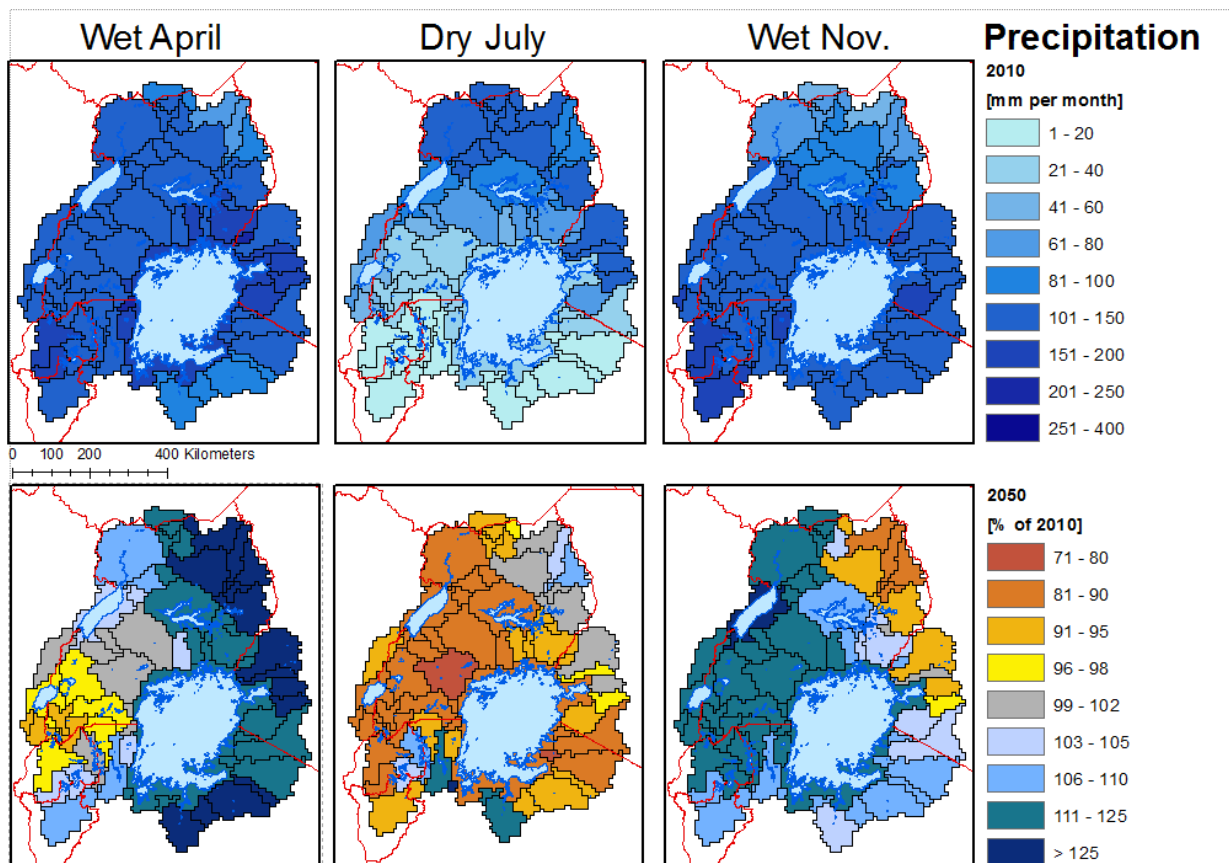 Wet April
Dry July
Wet Nov.
Precipitation
2010
[mm per month]
1 - 20
21 - 40
41 - 60
61 - 80
81 - 100
101 - 150
151 - 200
201 - 250
251 - 400
0 100 200 400 Kilometers
2050
[% of 2010]
71 - 80
81 - 90
91 - 95
96 - 98
99 - 102
103 - 105
106 - 110
111 - 125
> 125